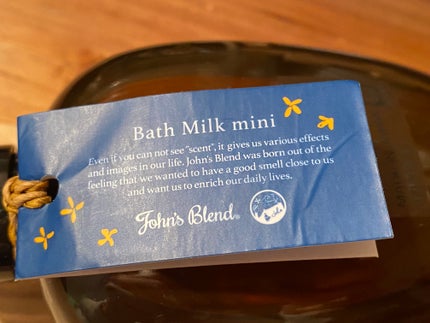 Bath Milk mini
Even if you can not see "scent", it gives us various effects
and images in our life. John's Blend was born out of the
feeling that we wanted to have a good smell close to us
and want us to enrich our daily lives.
John's Blend®